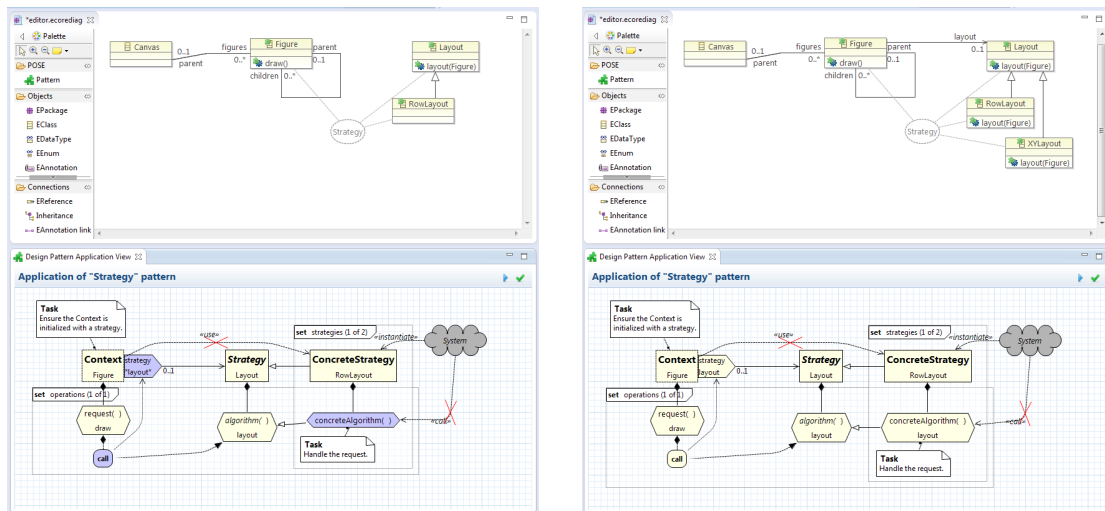 *editor.ecorediag
Palette
POSE
Pattern
Objects
EPackage
EClass
EDataType
EEnum
EAnnotation
Connections
EReference
Inheritance
EAnnotation link
Canvas
0..1
parent
figures
0..*
Figure
draw()
parent
0..1
children
0..*
Layout
layout(Figure)
RowLayout
Strategy
Design Pattern Application View
Application of "Strategy" pattern
Task
Ensure the Context is
initialized with a strategy.
«use»
set strategies (1 of 2)
«instantiate»
System
Context
Figure
strategy
"layout"
0..1
Strategy
Layout
ConcreteStrategy
RowLayout
set operations (1 of 1)
request( )
draw
algorithm( )
layout
concreteAlgorithm( )
«call»
Task
Handle the request.
call
*editor.ecorediag
Palette
POSE
Pattern
Objects
EPackage
EClass
EDataType
EEnum
EAnnotation
Connections
EReference
Inheritance
EAnnotation link
Canvas
0..1
parent
figures
0..*
Figure
draw()
parent
0..1
children
0..*
layout
0..1
Layout
layout(Figure)
RowLayout
layout(Figure)
Strategy
XYLayout
layout(Figure)
Design Pattern Application View
Application of "Strategy" pattern
Task
Ensure the Context is
initialized with a strategy.
«use»
set strategies (1 of 2)
«instantiate»
System
Context
Figure
strategy
layout
0..1
Strategy
Layout
ConcreteStrategy
RowLayout
set operations (1 of 1)
request( )
draw
algorithm( )
layout
concreteAlgorithm( )
layout
«call»
Task
Handle the request.
call